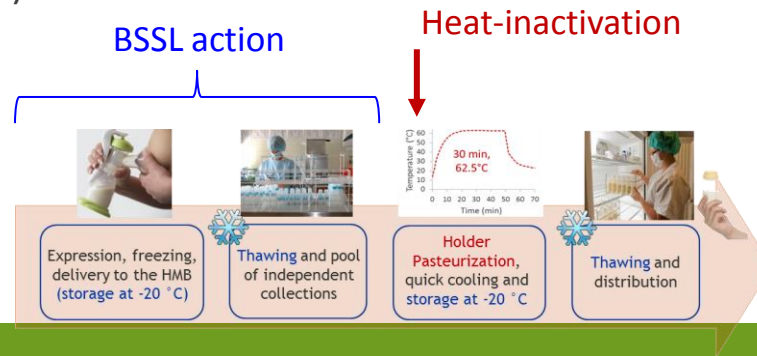 BSSL action
Heat-inactivation
Temperature (°C)
60
50
40
30
20
10
0
30 min,
62.5°C
0 10 20 30 40 50 60 70
Time (min)
Expression, freezing,
delivery to the HMB
(storage at -20 °C)
Thawing and pool
of independent
collections
Holder
Pasteurization,
quick cooling and
storage at -20 °C
Thawing and
distribution